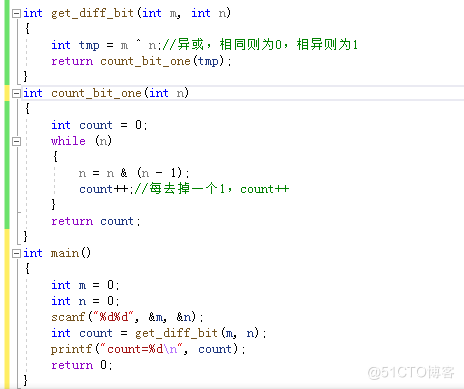 int get_diff_bit(int m, int n)
{
int tmp = m ^ n;//异或，相同则为0，相异则为1
return count_bit_one(tmp);
}
int count_bit_one(int n)
{
int count = 0;
while (n)
{
n = n & (n - 1);
count++;//每去掉一个1，count++
}
return count;
}
int main()
{
int m = 0;
int n = 0;
scanf("%d%d", &m, &n);
int count = get_diff_bit(m, n);
printf("count=%d\n", count);
return 0;
}
@51CTO博客